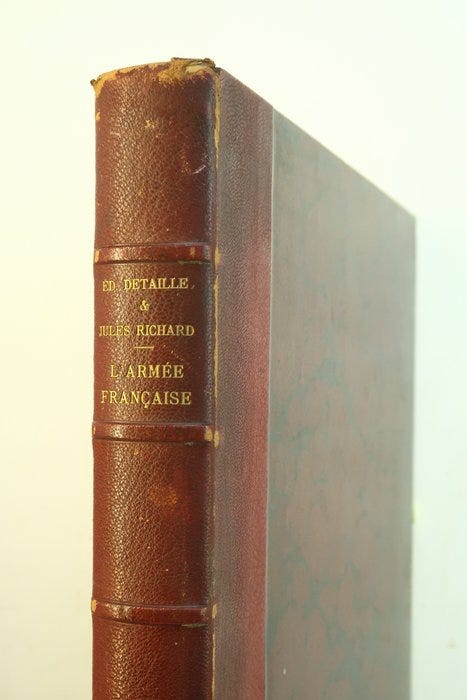 ED. DETAILLE.
&
JULES RICHARD
L'ARMÉE
FRANÇAISE